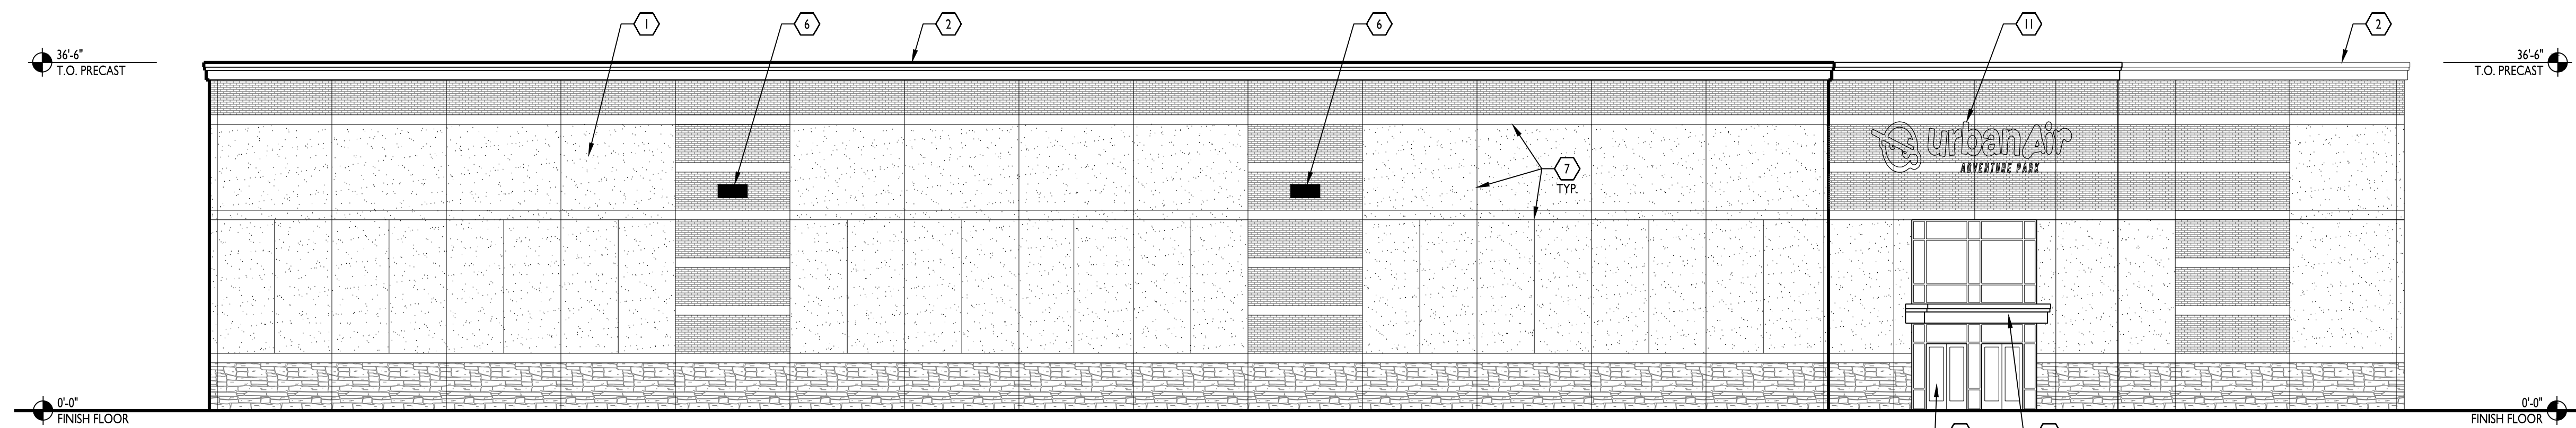 1
6
2
6
11
2
36'-6"
T.O. PRECAST
36'-6"
T.O. PRECAST
urbanAir
ADVENTURE PARK
7
TYP.
0'-0"
FINISH FLOOR
0'-0"
FINISH FLOOR